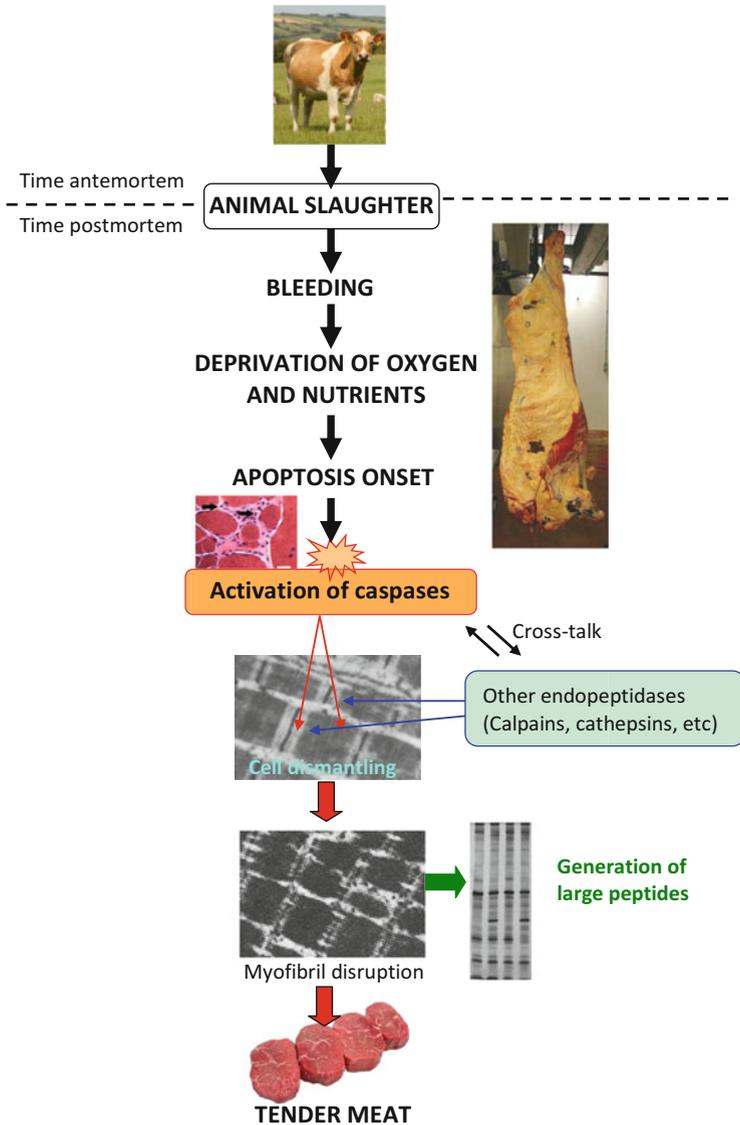 Time antemortem
ANIMAL SLAUGHTER
Time postmortem
BLEEDING
DEPRIVATION OF OXYGEN
AND NUTRIENTS
APOPTOSIS ONSET
Activation of caspases
Cross-talk
Other endopeptidases
(Calpains, cathepsins, etc)
Cell dismantling
Generation of
large peptides
Myofibril disruption
TENDER MEAT